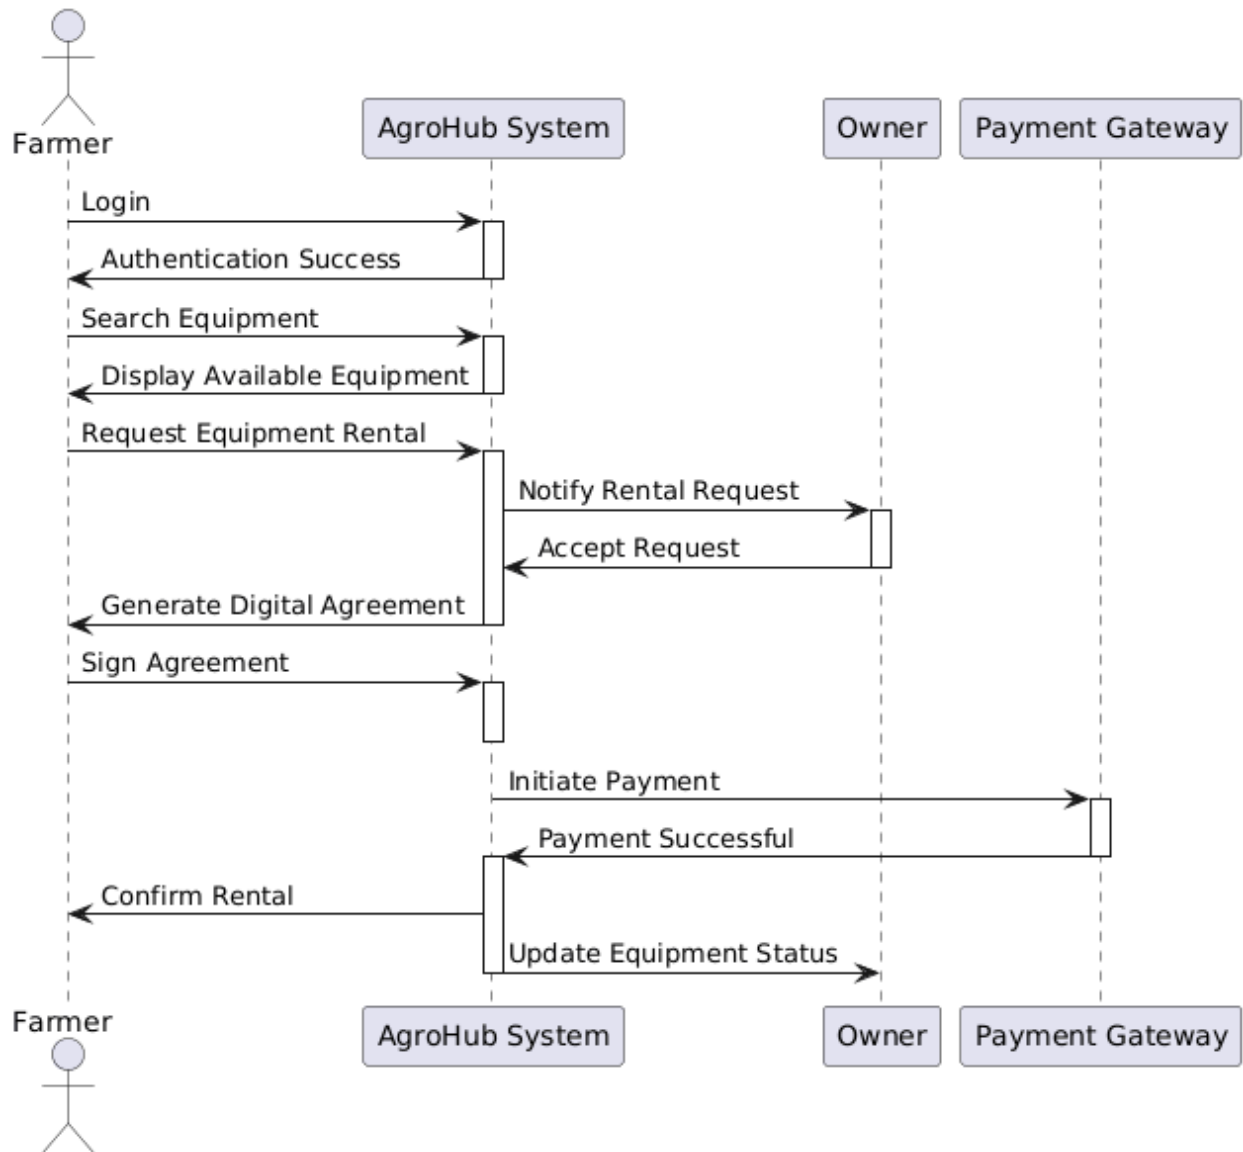 Farmer
AgroHub System
Owner
Payment Gateway
Login
Authentication Success
Search Equipment
Display Available Equipment
Request Equipment Rental
Notify Rental Request
Accept Request
Generate Digital Agreement
Sign Agreement
Initiate Payment
Payment Successful
Confirm Rental
Update Equipment Status
Farmer
AgroHub System
Owner
Payment Gateway